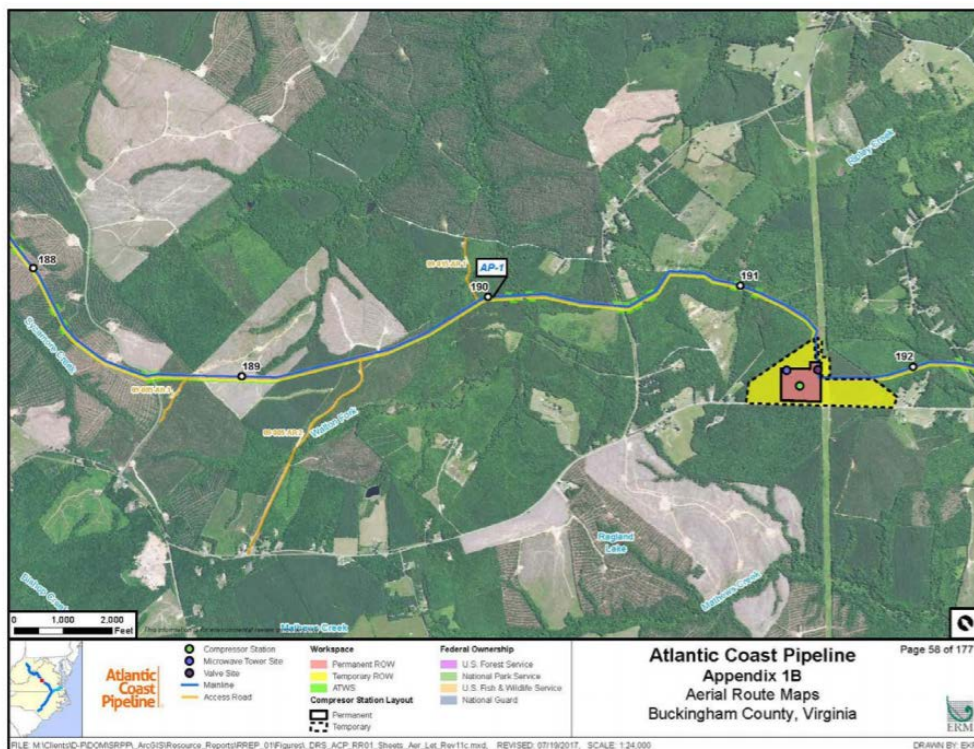 Ripley Creek
188
AP-1
191
190
Sycamore Creek
189
192
Walton Fork
Ragland
Lake
Matthews Creek
0 1,000 2,000
Feet
Page 58 of 177
Compressor Station
Microwave Tower Site
Valve Site
Mainline
Access Road
Workspace
Permanent ROW
Temporary ROW
ATWS
Compresor Station Layout
Permanent
Temporary
Federal Ownership
U.S. Forest Service
National Park Service
U.S. Fish & Wildlife Service
National Guard
Atlantic
Coast
Pipeline
Atlantic Coast Pipeline
Appendix 1B
Aerial Route Maps
Buckingham County, Virginia
ERM
REVISED: 07/19/2017, SCALE: 1:24,000
DRAWN BY: